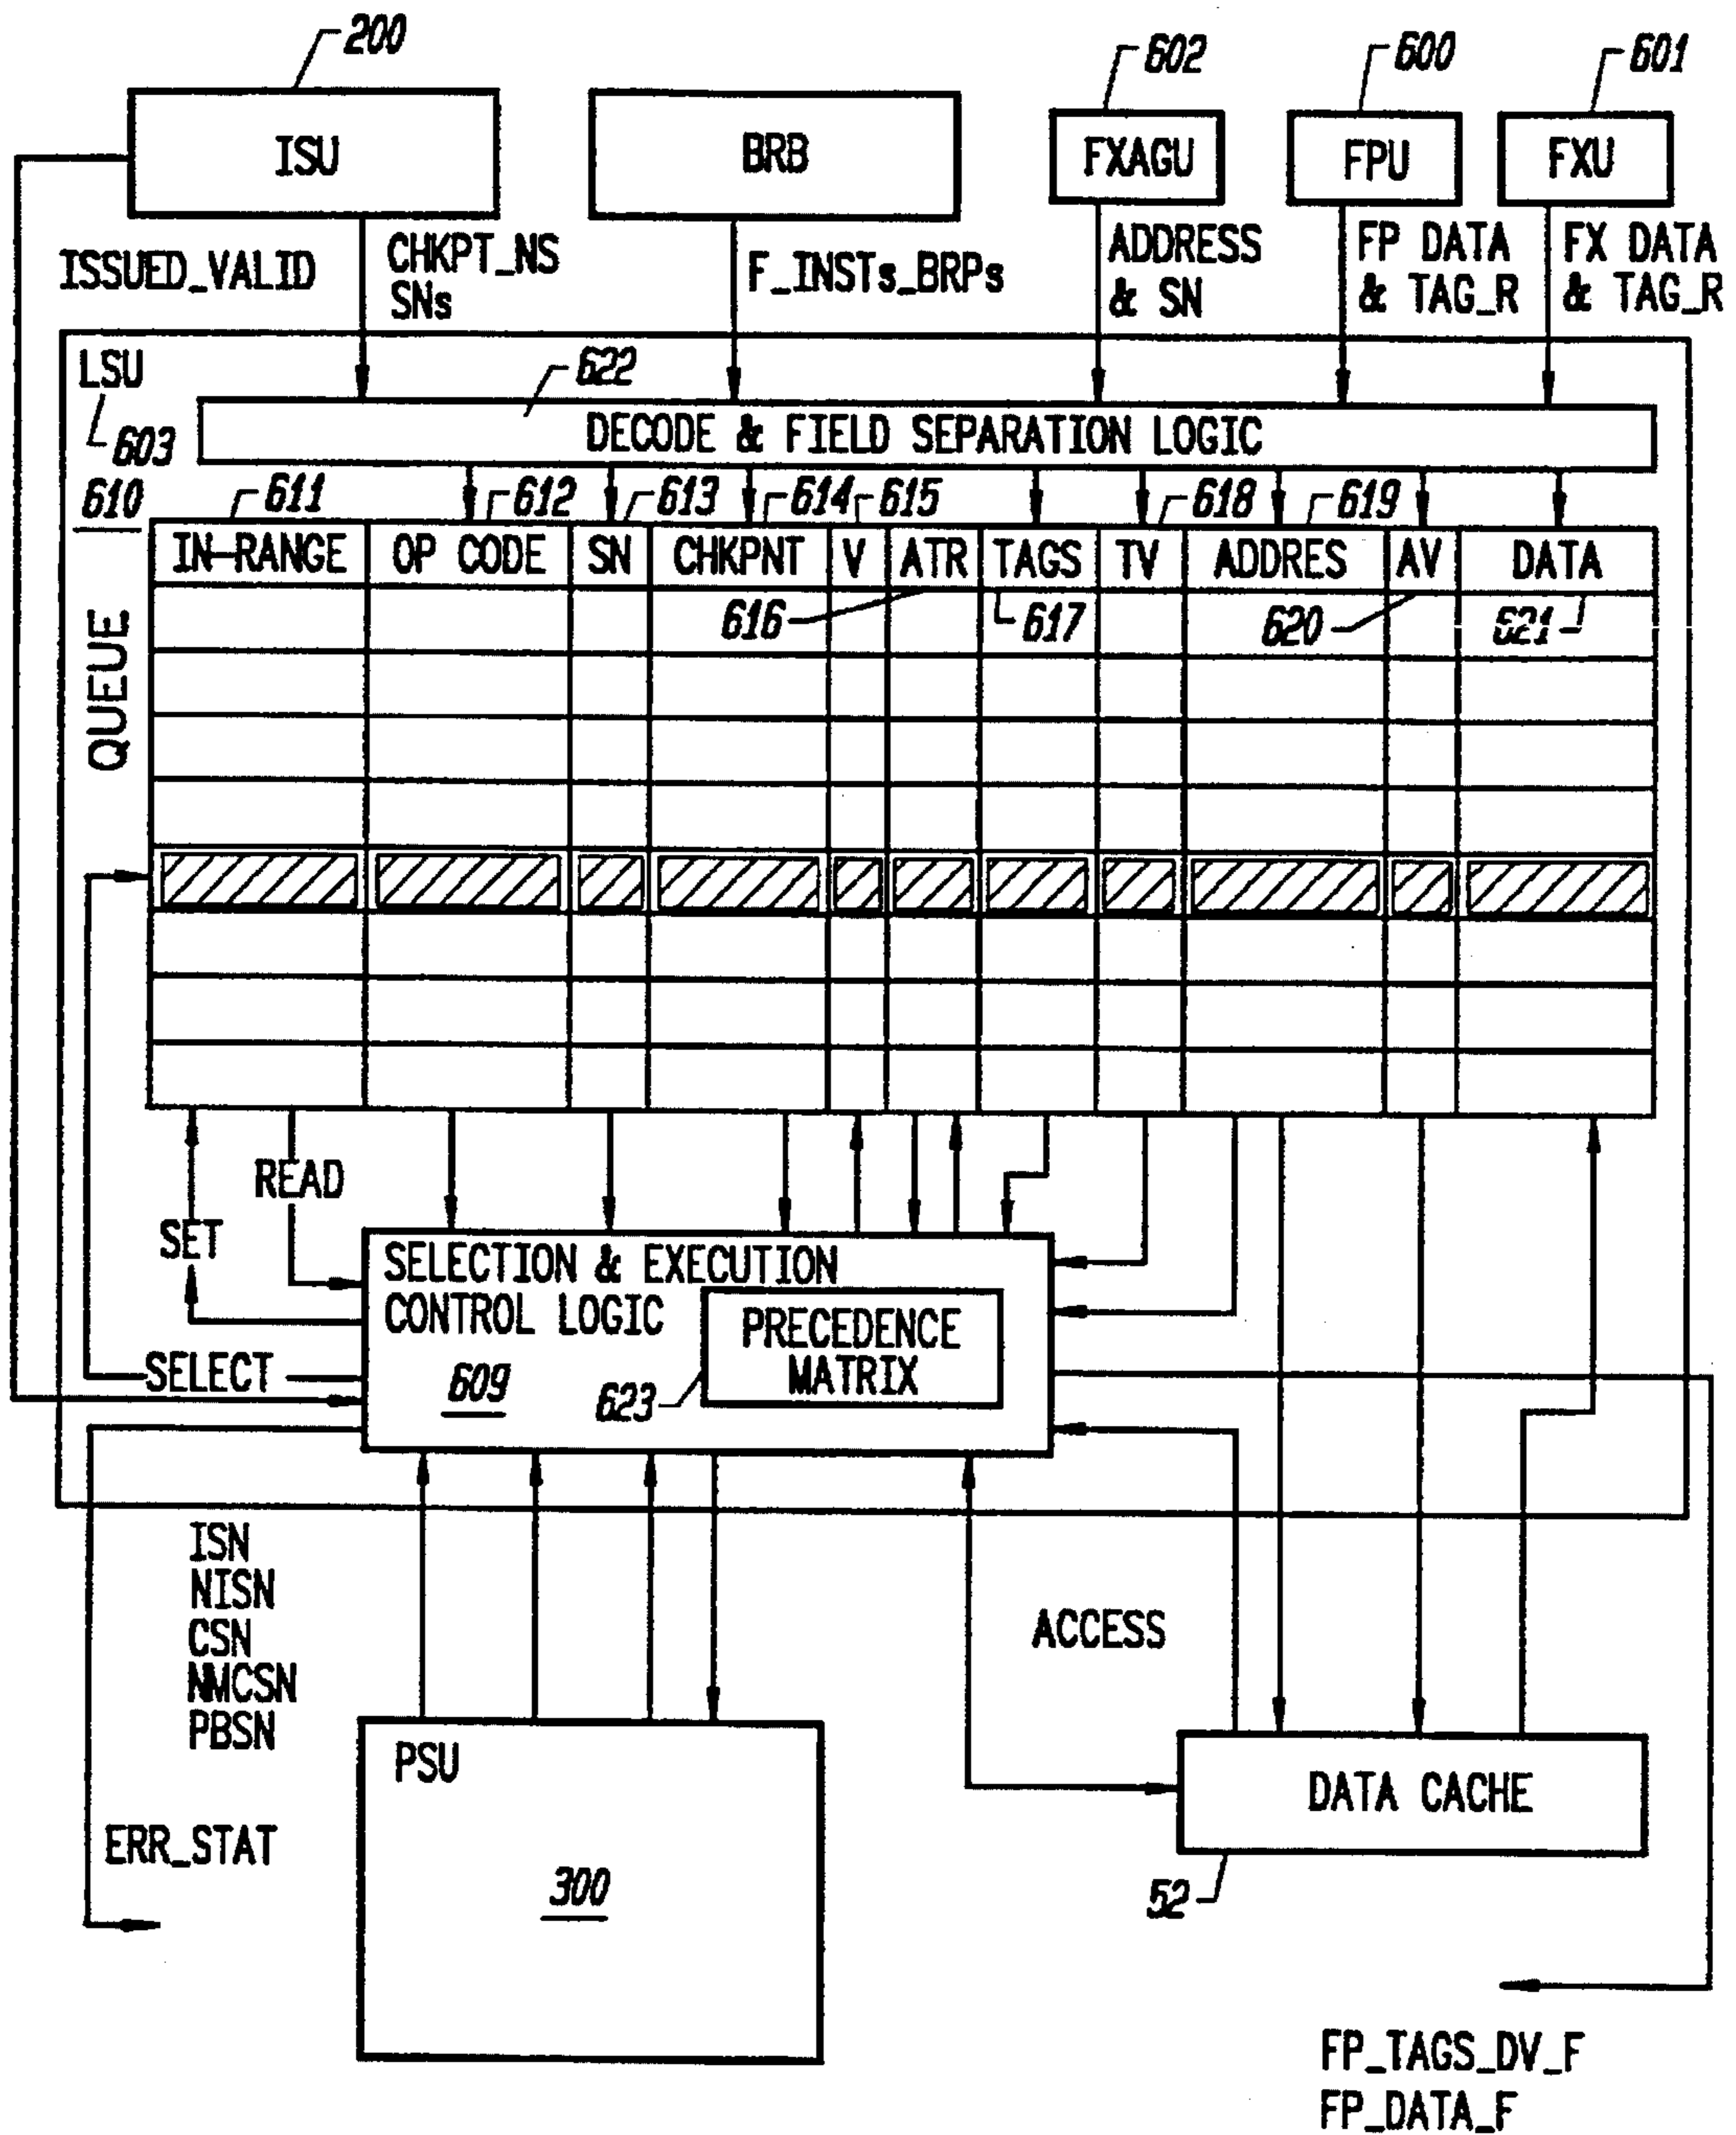 200
602
600
601
ISU
BRB
FXAGU
FPU
FXU
ISSUED_VALID
CHKPT_NS
SNs
F_INSTs_BRPs
ADDRESS
& SN
FP DATA
& TAG_R
FX DATA
& TAG_R
LSU
603
622
DECODE & FIELD SEPARATION LOGIC
610
611
612
613
614
615
618
619
IN-RANGE
OP CODE
SN
CHKPNT
V
ATR
TAGS
TV
ADDRES
AV
DATA
616
617
620
621
QUEUE
READ
SET
SELECT
SELECTION & EXECUTION
CONTROL LOGIC
609
PRECEDENCE
MATRIX
623
ISN
NISN
CSN
NMCSN
PBSN
ACCESS
PSU
300
DATA CACHE
52
ERR_STAT
FP_TAGS_DV_F
FP_DATA_F